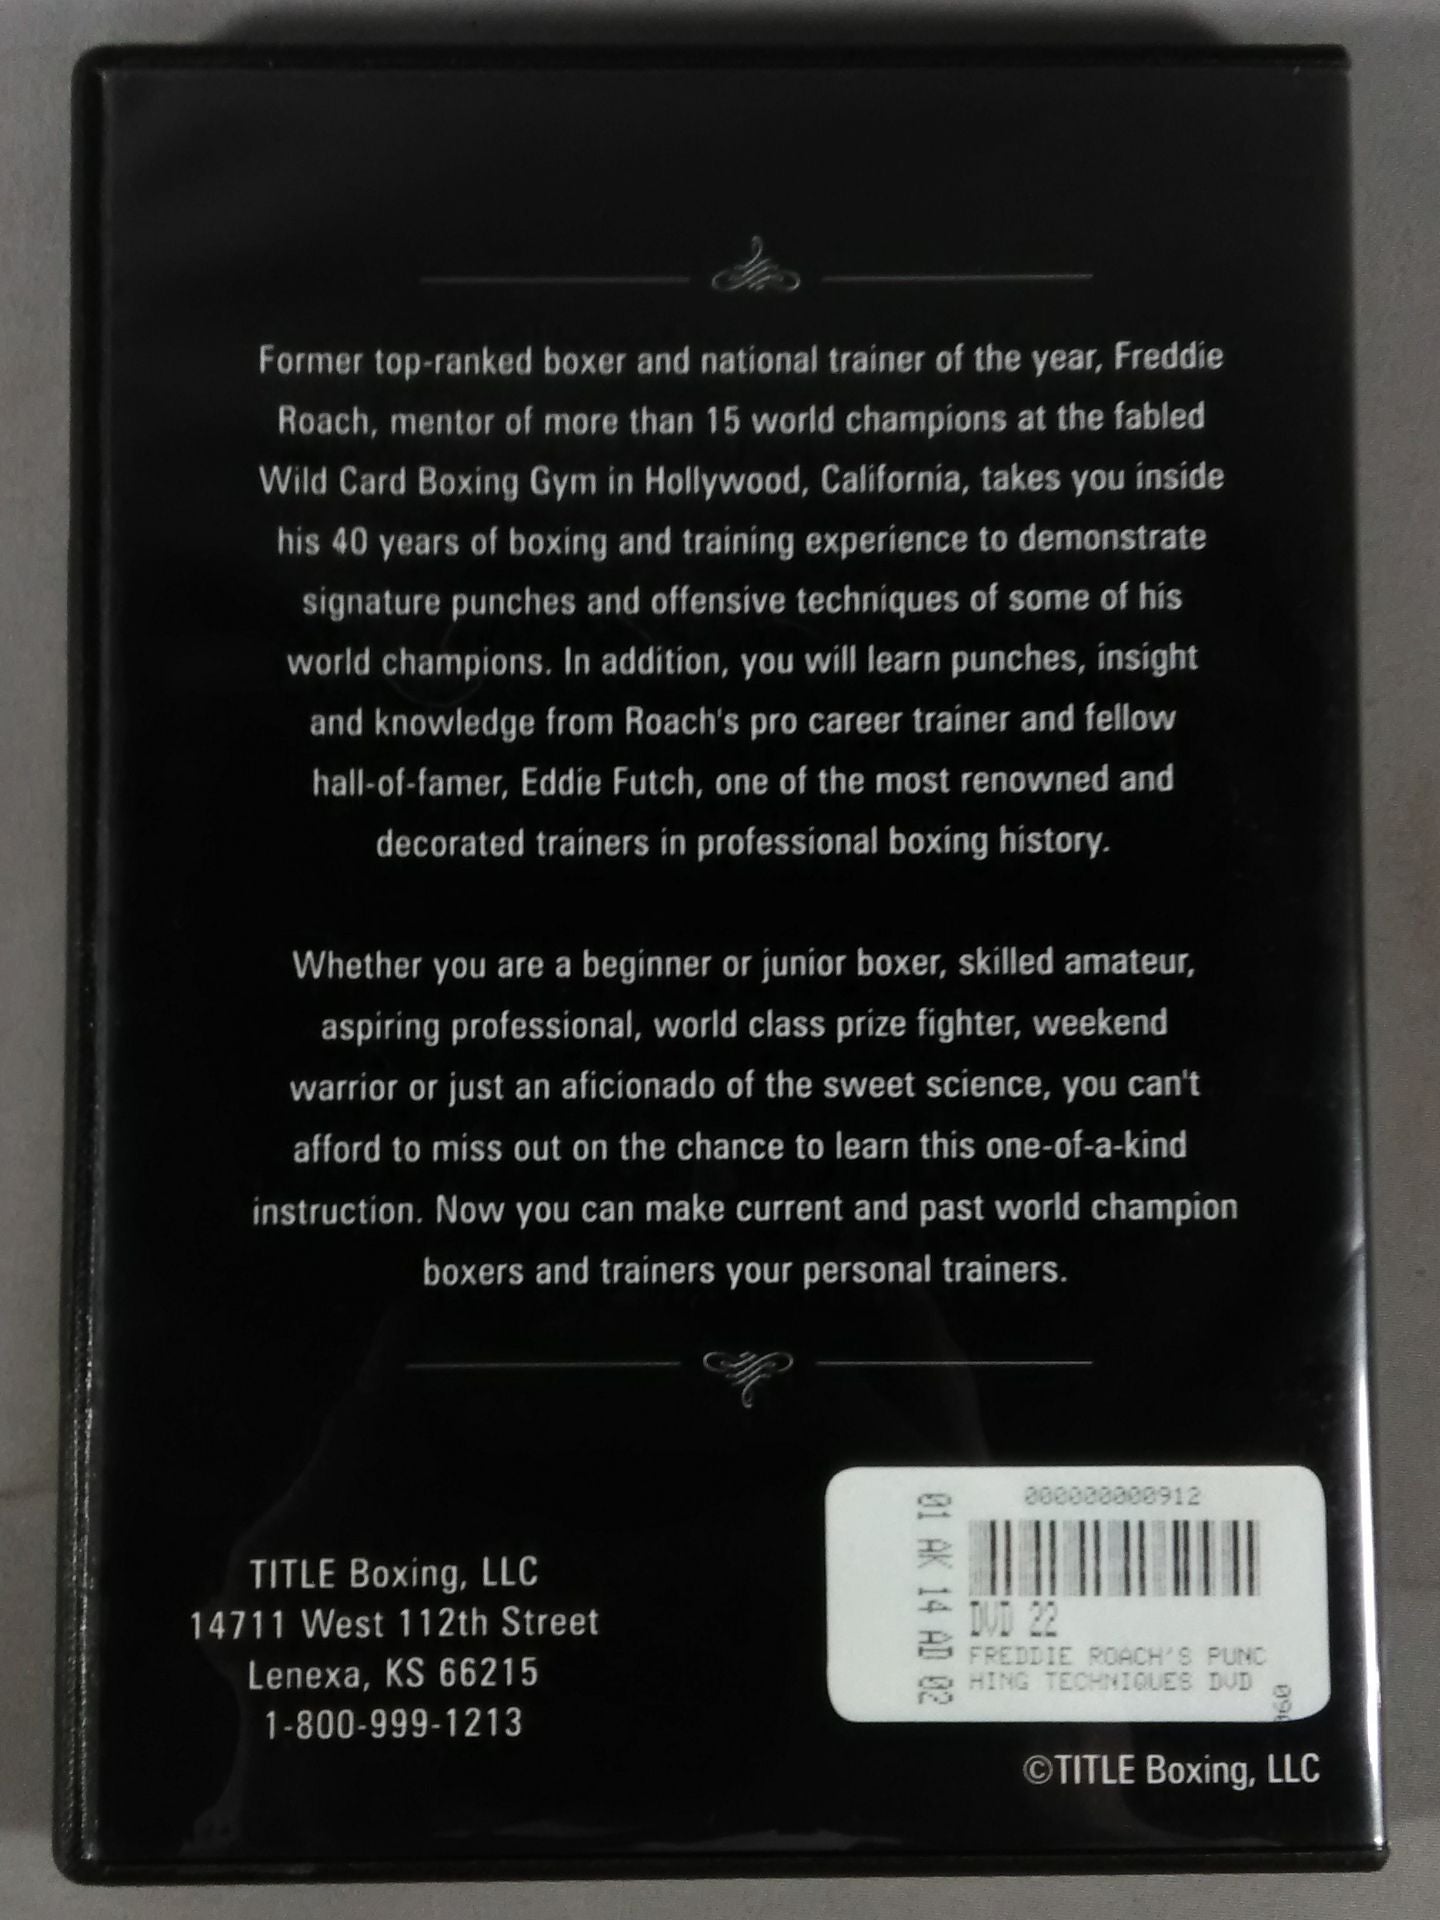 Former top-ranked boxer and national trainer of the year, Freddie
Roach, mentor of more than 15 world champions at the fabled
Wild Card Boxing Gym in Hollywood, California, takes you inside
his 40 years of boxing and training experience to demonstrate
signature punches and offensive techniques of some of his
world champions. In addition, you will learn punches, insight
and knowledge from Roach's pro career trainer and fellow
hall-of-famer, Eddie Futch, one of the most renowned and
decorated trainers in professional boxing history.
Whether you are a beginner or junior boxer, skilled amateur,
aspiring professional, world class prize fighter, weekend
warrior or just an aficionado of the sweet science, you can't
afford to miss out on the chance to learn this one-of-a-kind
instruction. Now you can make current and past world champion
boxers and trainers your personal trainers.
TITLE Boxing, LLC
14711 West 112th Street
Lenexa, KS 66215
1-800-999-1213
000000000912
01 AK 14 AD 02
DVD 22
FREDDIE ROACH'S PUNC
HING TECHNIQUES DVD
©TITLE Boxing, LLC